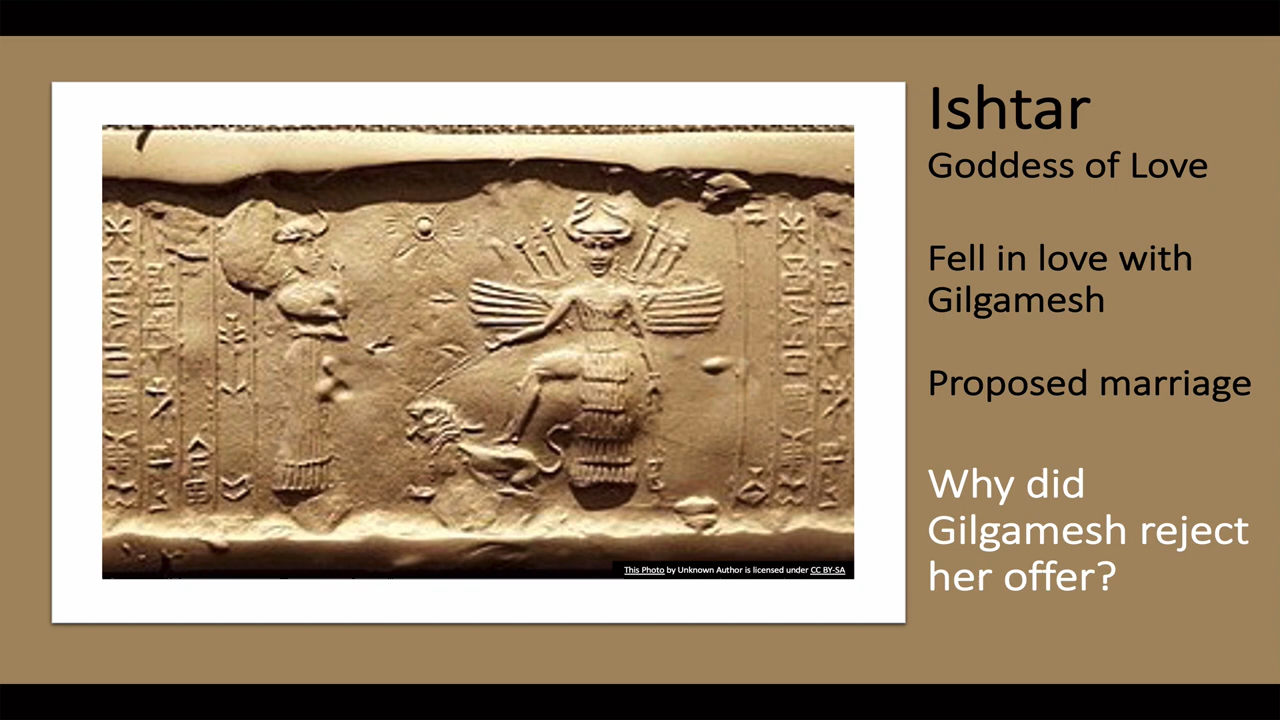 Ishtar
Goddess of Love
Fell in love with
Gilgamesh
Proposed marriage
Why did
Gilgamesh reject
her offer?
This Photo by Unknown Author is licensed under CC BY-SA